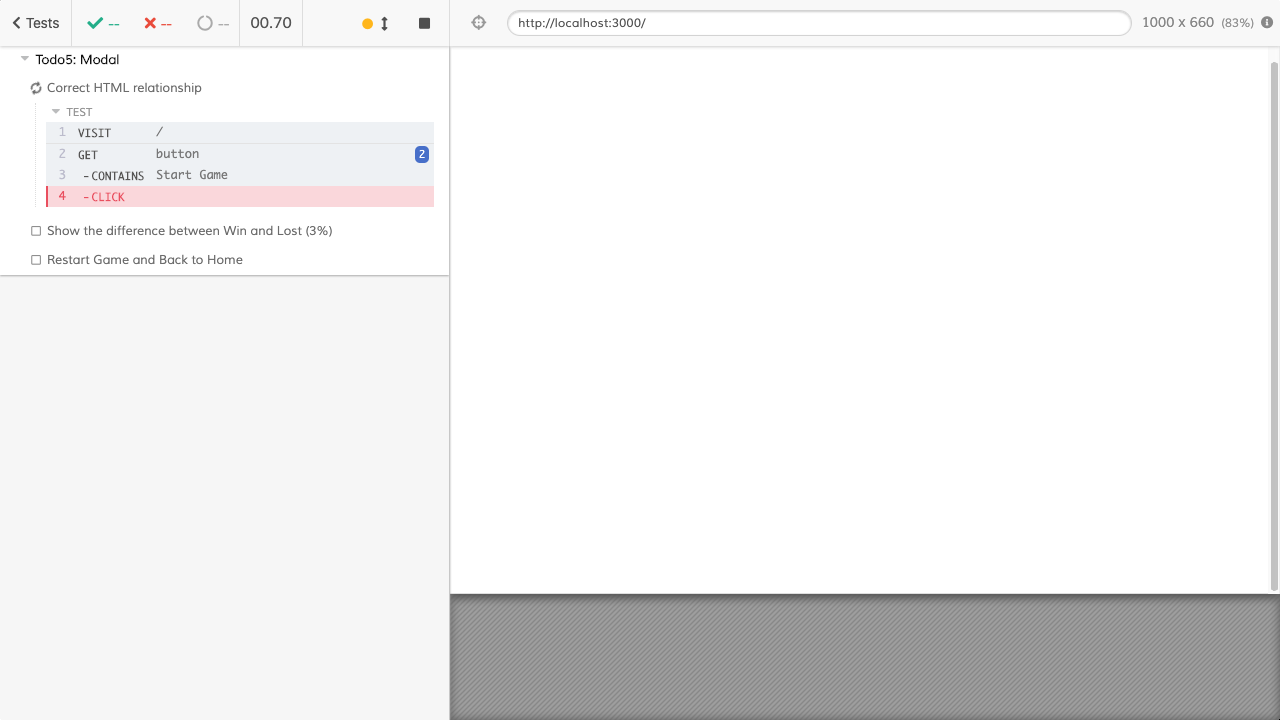 Tests -- -- -- 00.70 http://localhost:3000/ 1000 x 660 (83%)
Todo5: Modal
Correct HTML relationship
TEST
1 VISIT /
2 GET button 2
3 -CONTAINS Start Game
4 -CLICK
Show the difference between Win and Lost (3%)
Restart Game and Back to Home